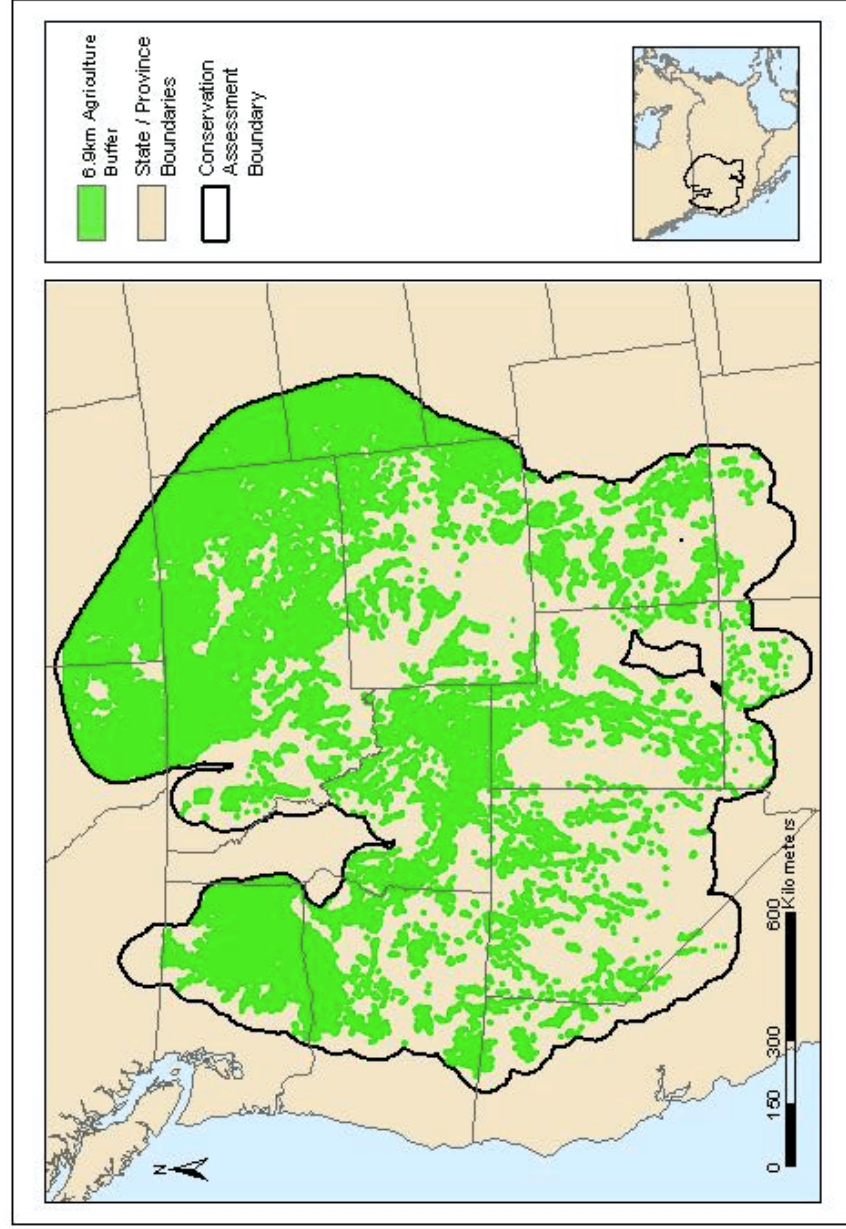 6.9km Agriculture
Buffer
State / Province
Boundaries
Conservation
Assessment
Boundary
N
0 150 300 600
Kilometers